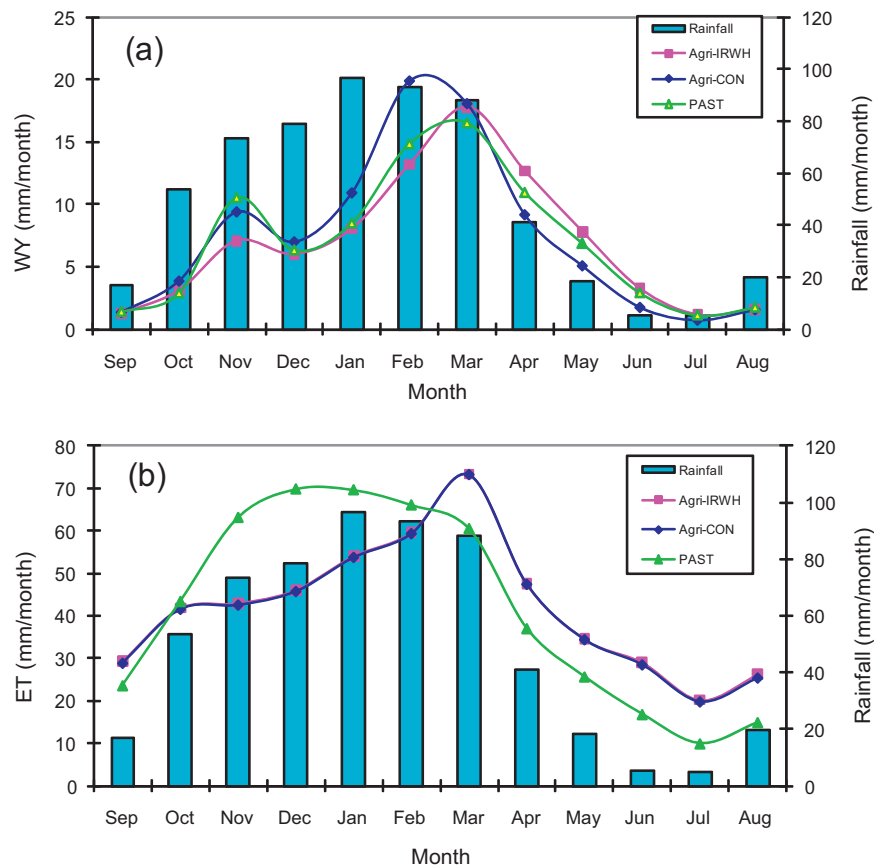 (a)
WY (mm/month)
25
20
15
10
5
0
Rainfall
Agri-IRWH
Agri-CON
PAST
120
100
80
60
40
20
0
Rainfall (mm/month)
Sep Oct Nov Dec Jan Feb Mar Apr May Jun Jul Aug
Month
(b)
ET (mm/month)
80
70
60
50
40
30
20
10
0
Rainfall
Agri-IRWH
Agri-CON
PAST
120
100
80
60
40
20
0
Rainfall (mm/month)
Sep Oct Nov Dec Jan Feb Mar Apr May Jun Jul Aug
Month